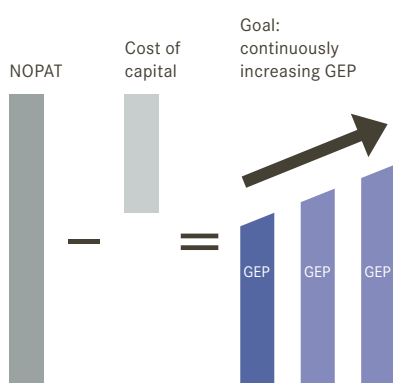 NOPAT
Cost of
capital
Goal:
continuously
increasing GEP
GEP
GEP
GEP